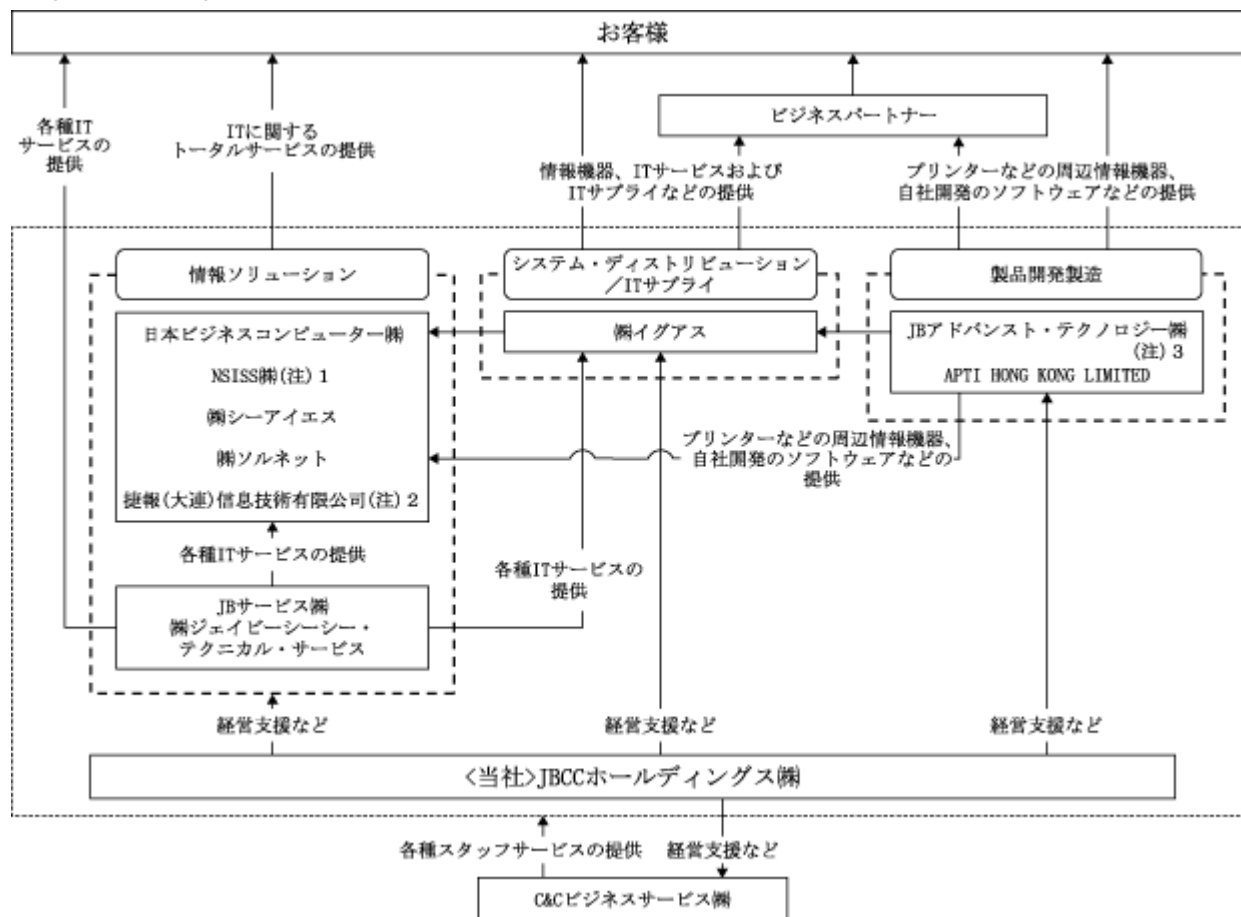 お客様
ビジネスパートナー
各種IT
サービスの
提供
ITに関する
トータルサービスの提供
情報機器、ITサービスおよび
ITサプライなどの提供
プリンターなどの周辺情報機器、
自社開発のソフトウェアなどの提供
情報ソリューション
システム・ディストリビューション
／ITサプライ
製品開発製造
日本ビジネスコンピューター㈱
NSISS㈱(注)1
㈱シーアイエス
㈱ソルネット
捷報(大連)信息技術有限公司(注)2
㈱イグアス
JBアドバンスト・テクノロジー㈱
(注)3
APTI HONG KONG LIMITED
プリンターなどの周辺情報機器、
自社開発のソフトウェアなどの
提供
各種ITサービスの提供
各種ITサービスの
提供
JBサービス㈱
㈱ジェイビーシーシー・
テクニカル・サービス
経営支援など
経営支援など
経営支援など
<当社>JBCCホールディングス㈱
各種スタッフサービスの提供
経営支援など
C&Cビジネスサービス㈱